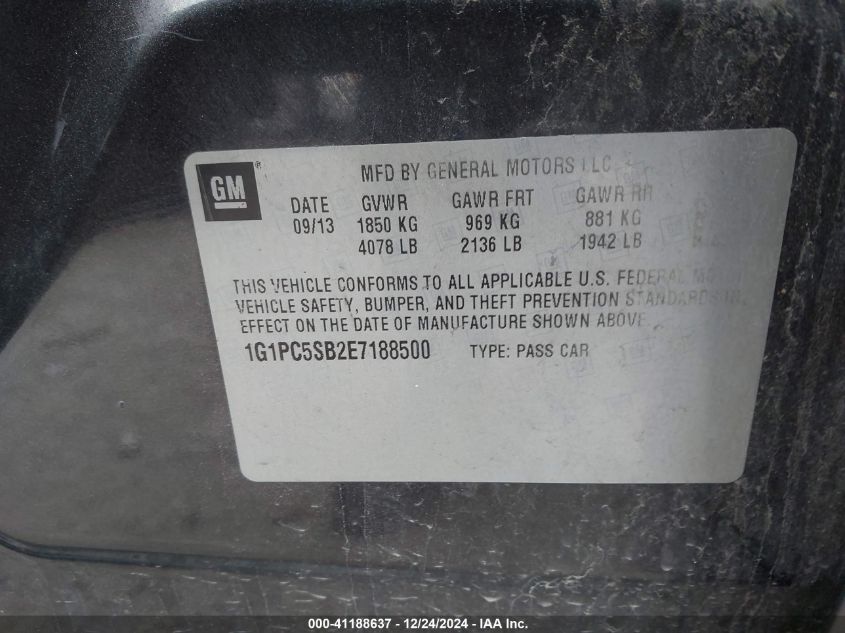 GM
MFD BY GENERAL MOTORS LLC
DATE GVWR GAWR FRT GAWR RR
09/13 1850 KG 969 KG 881 KG
4078 LB 2136 LB 1942 LB
THIS VEHICLE CONFORMS TO ALL APPLICABLE U.S. FEDERAL
VEHICLE SAFETY, BUMPER, AND THEFT PREVENTION STANDARDS IN
EFFECT ON THE DATE OF MANUFACTURE SHOWN ABOVE
1G1PC5SB2E7188500 TYPE: PASS CAR
000-41188637 - 12/24/2024 - IAA Inc.